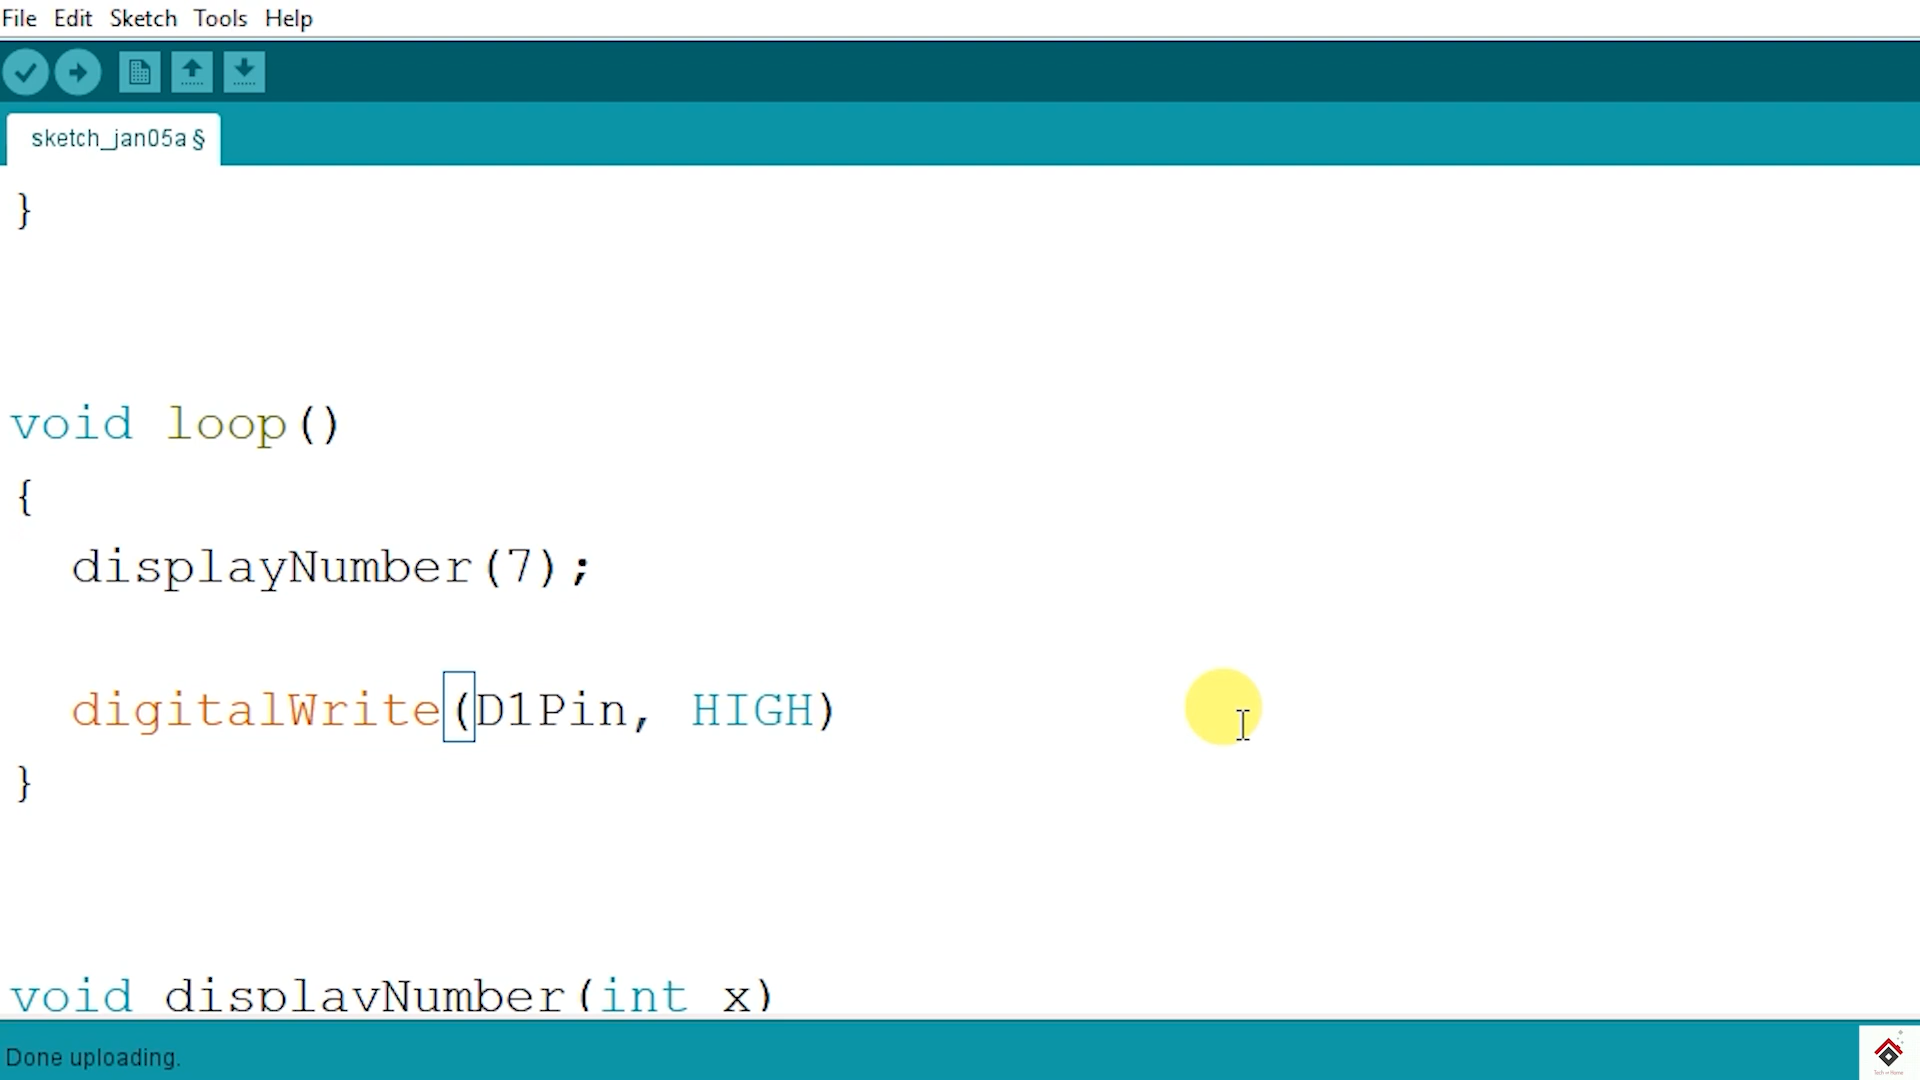 File Edit Sketch Tools Help
sketch_jan05a §
}
void loop()
{
displayNumber(7);
digitalWrite(D1Pin, HIGH)
}
void displayNumber(int x)
Done uploading.